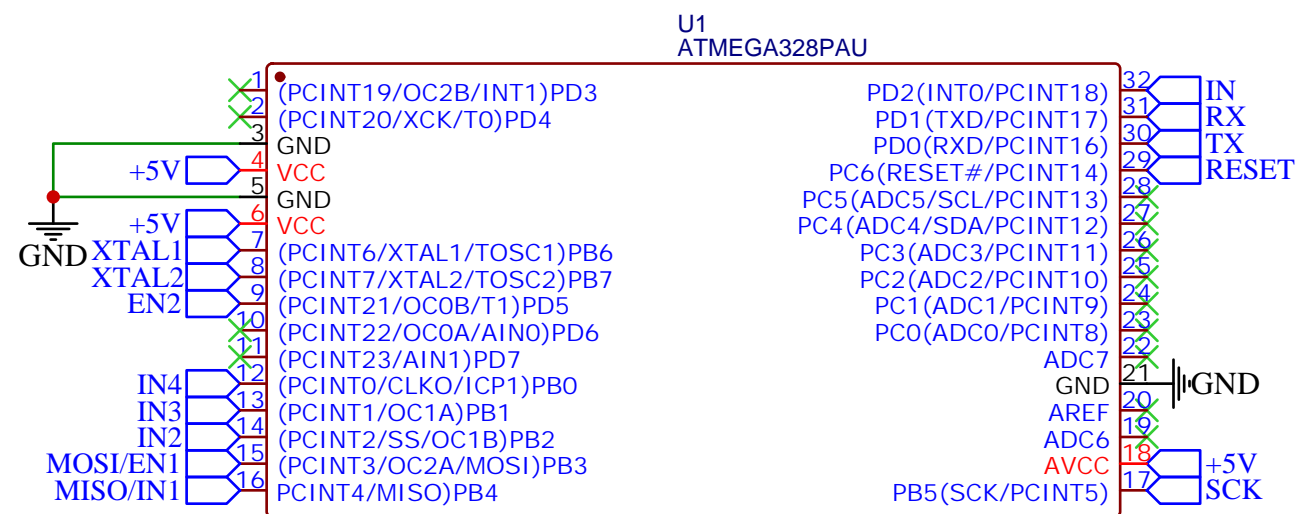 U1
ATMEGA328PAU
1 (PCINT19/OC2B/INT1)PD3
2 (PCINT20/XCK/T0)PD4
3 GND
+5V 4 VCC
5 GND
+5V 6 VCC
GND
XTAL1 7 (PCINT6/XTAL1/TOSC1)PB6
XTAL2 8 (PCINT7/XTAL2/TOSC2)PB7
EN2 9 (PCINT21/OC0B/T1)PD5
10 (PCINT22/OC0A/AIN0)PD6
11 (PCINT23/AIN1)PD7
IN4 12 (PCINT0/CLKO/ICP1)PB0
IN3 13 (PCINT1/OC1A)PB1
IN2 14 (PCINT2/SS/OC1B)PB2
MOSI/EN1 15 (PCINT3/OC2A/MOSI)PB3
MISO/IN1 16 PCINT4/MISO)PB4
PD2(INT0/PCINT18) 32 IN
PD1(TXD/PCINT17) 31 RX
PD0(RXD/PCINT16) 30 TX
PC6(RESET#/PCINT14) 29 RESET
PC5(ADC5/SCL/PCINT13) 28
PC4(ADC4/SDA/PCINT12) 27
PC3(ADC3/PCINT11) 26
PC2(ADC2/PCINT10) 25
PC1(ADC1/PCINT9) 24
PC0(ADC0/PCINT8) 23
ADC7 22
GND 21 GND
AREF 20
ADC6 19
AVCC 18 +5V
PB5(SCK/PCINT5) 17 SCK